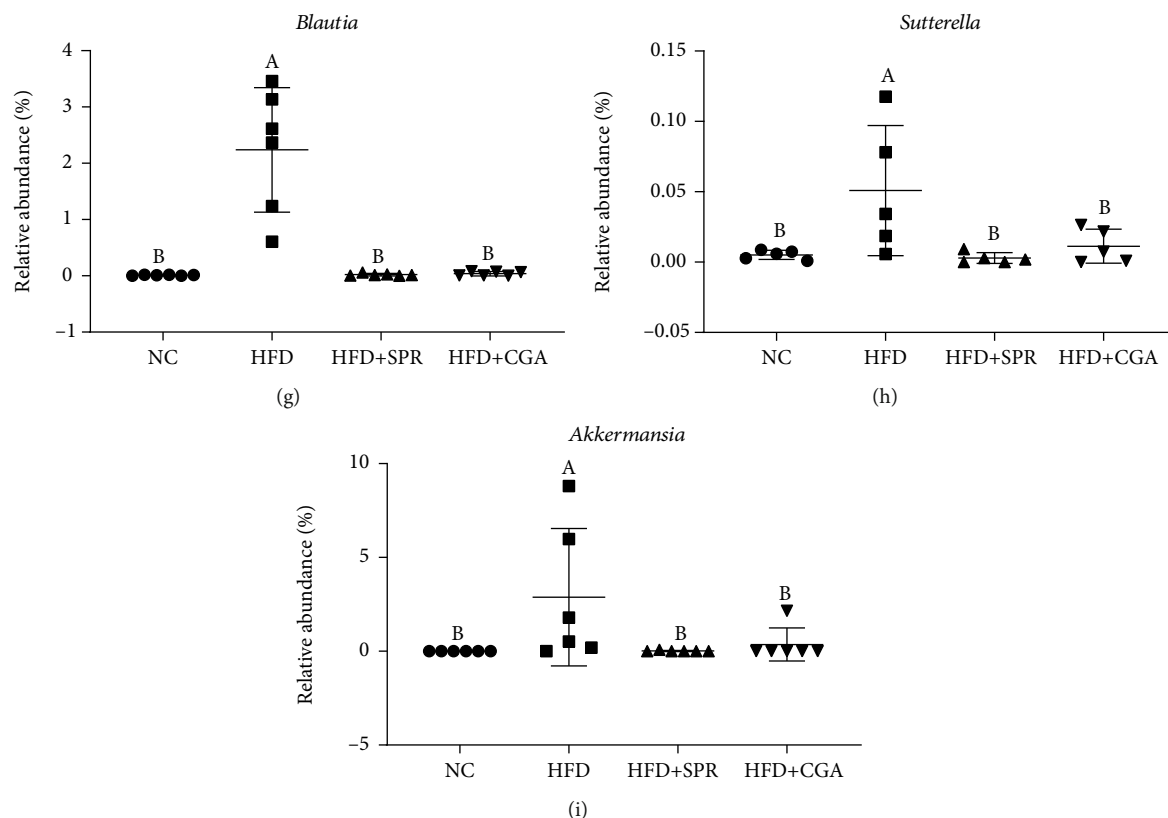 Blautia
Relative abundance (%)
4
3
2
1
0
−1
A
B
B
B
NC
HFD
HFD+SPR
HFD+CGA
(g)
Sutterella
Relative abundance (%)
0.15
0.10
0.05
0.00
−0.05
A
B
B
B
NC
HFD
HFD+SPR
HFD+CGA
(h)
Akkermansia
Relative abundance (%)
10
5
0
−5
A
B
B
B
NC
HFD
HFD+SPR
HFD+CGA
(i)